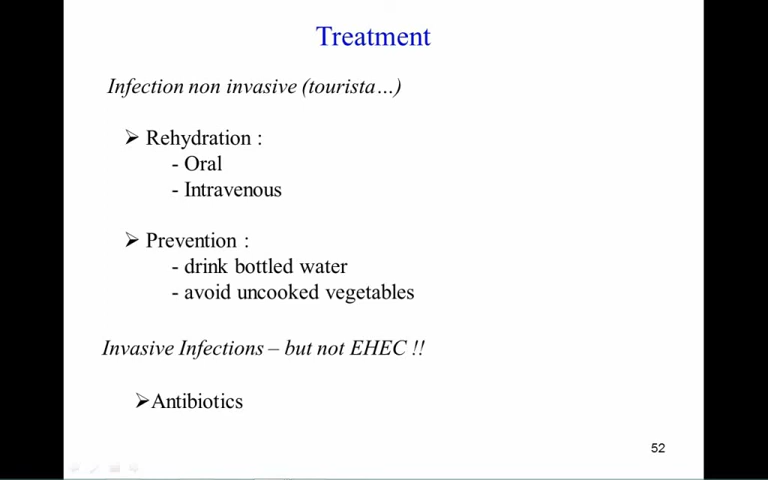 Treatment
Infection non invasive (tourista…)
➢ Rehydration :
- Oral
- Intravenous
➢ Prevention :
- drink bottled water
- avoid uncooked vegetables
Invasive Infections – but not EHEC !!
➢Antibiotics
52